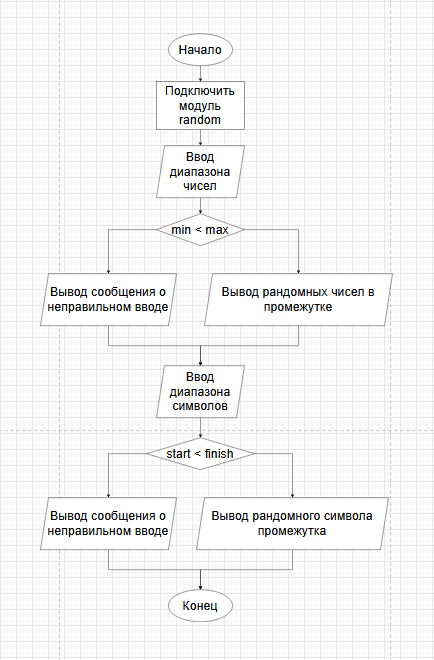 Начало
Подключить
модуль
random
Ввод
диапазона
чисел
min < max
Вывод сообщения о
неправильном вводе
Вывод рандомных чисел в
промежутке
Ввод
диапазона
символов
start < finish
Вывод сообщения о
неправильном вводе
Вывод рандомного символа
промежутка
Конец